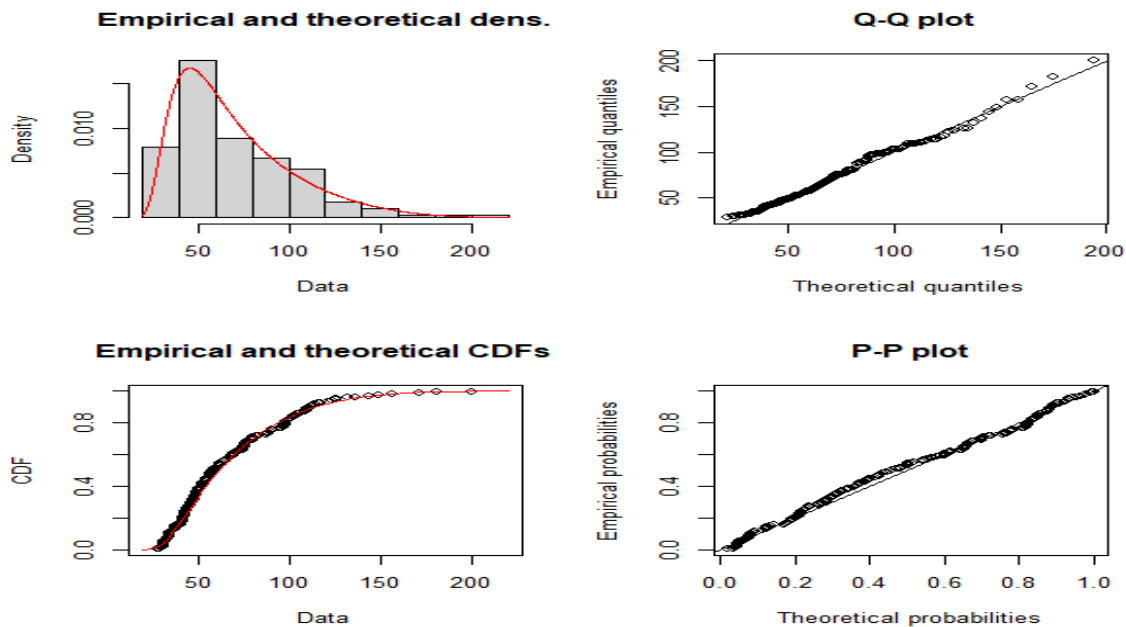 Empirical and theoretical dens.
Density
0.000
0.010
50
100
150
200
Data
Q-Q plot
Empirical quantiles
50
100
150
200
50
100
150
200
Theoretical quantiles
Empirical and theoretical CDFs
CDF
0.0
0.4
0.8
50
100
150
200
Data
P-P plot
Empirical probabilities
0.0
0.4
0.8
0.0
0.2
0.4
0.6
0.8
1.0
Theoretical probabilities